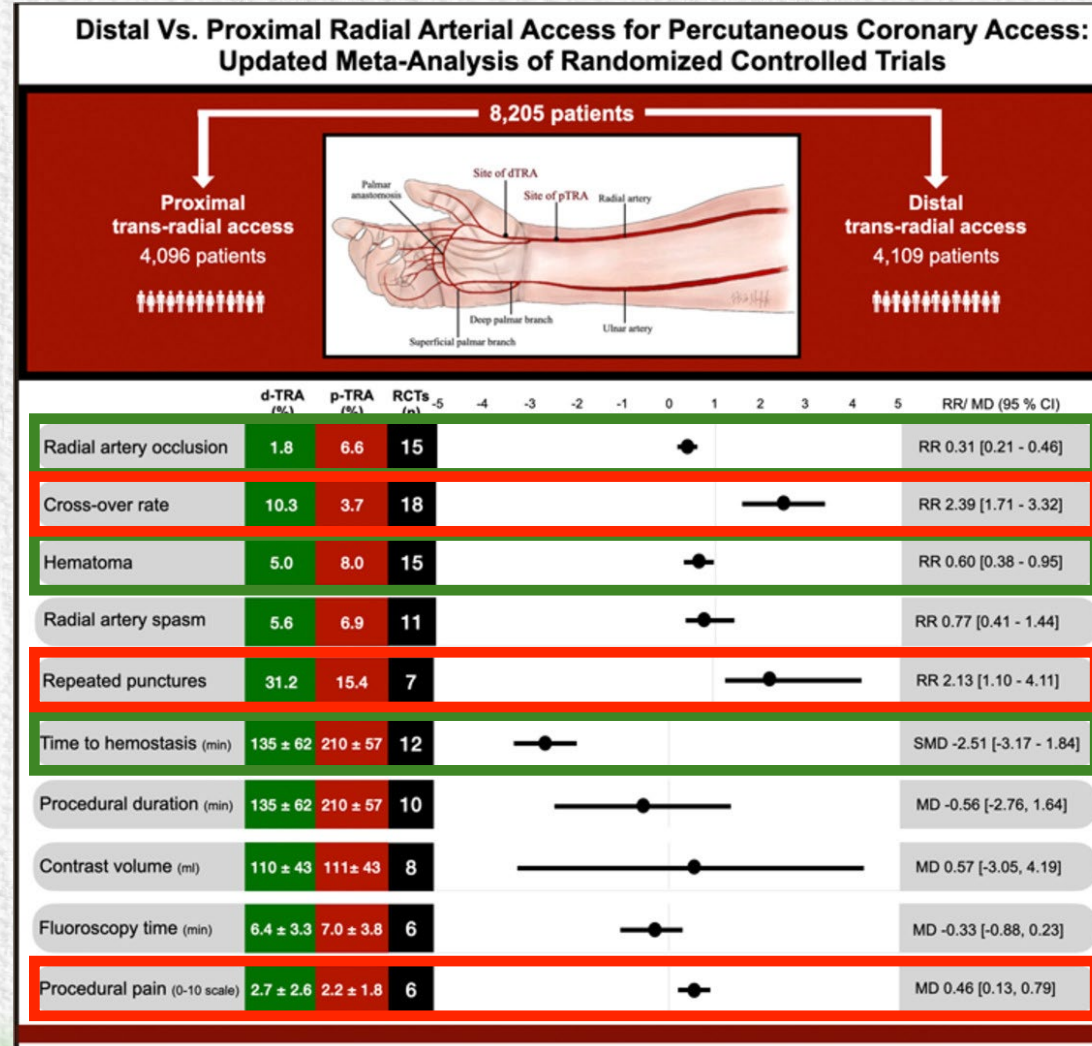 Distal Vs. Proximal Radial Arterial Access for Percutaneous Coronary Access:
Updated Meta-Analysis of Randomized Controlled Trials
8,205 patients
Proximal
trans-radial access
4,096 patients
Palmar
anastomosis
Site of dTRA
Site of pTRA
Radial artery
Deep palmar branch
Superficial palmar branch
Ulnar artery
Distal
trans-radial access
4,109 patients
d-TRA (%) p-TRA (%) RCTs (n) -5 -4 -3 -2 -1 0 1 2 3 4 5 RR/ MD (95 % CI)
Radial artery occlusion 1.8 6.6 15 RR 0.31 [0.21 - 0.46]
Cross-over rate 10.3 3.7 18 RR 2.39 [1.71 - 3.32]
Hematoma 5.0 8.0 15 RR 0.60 [0.38 - 0.95]
Radial artery spasm 5.6 6.9 11 RR 0.77 [0.41 - 1.44]
Repeated punctures 31.2 15.4 7 RR 2.13 [1.10 - 4.11]
Time to hemostasis (min) 135 ± 62 210 ± 57 12 SMD -2.51 [-3.17 - 1.84]
Procedural duration (min) 135 ± 62 210 ± 57 10 MD -0.56 [-2.76, 1.64]
Contrast volume (ml) 110 ± 43 111± 43 8 MD 0.57 [-3.05, 4.19]
Fluoroscopy time (min) 6.4 ± 3.3 7.0 ± 3.8 6 MD -0.33 [-0.88, 0.23]
Procedural pain (0-10 scale) 2.7 ± 2.6 2.2 ± 1.8 6 MD 0.46 [0.13, 0.79]